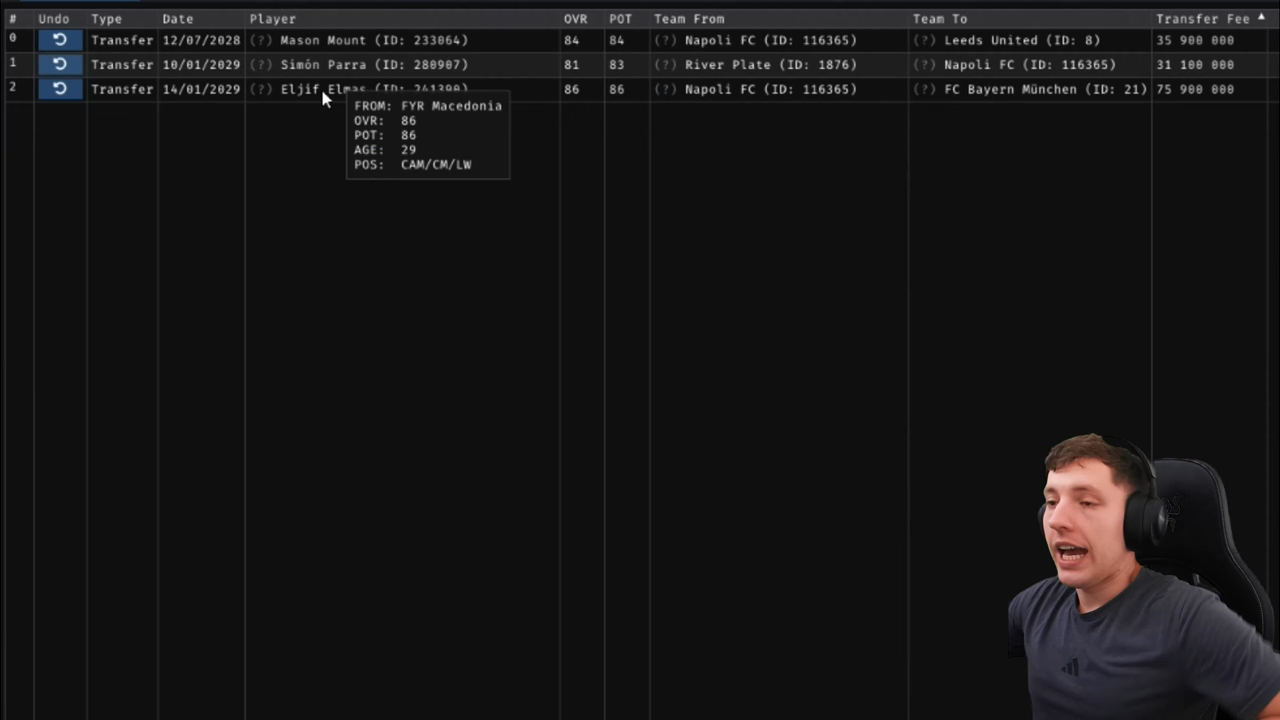 # Undo Type Date Player OVR POT Team From Team To Transfer Fee ▲
0 Transfer 12/07/2028 (?) Mason Mount (ID: 233064) 84 84 (?) Napoli FC (ID: 116365) (?) Leeds United (ID: 8) 35 900 000
1 Transfer 10/01/2029 (?) Simón Parra (ID: 280907) 81 83 (?) River Plate (ID: 1876) (?) Napoli FC (ID: 116365) 31 100 000
2 Transfer 14/01/2029 (?) Eljif Elmas (ID: 241390) 86 86 (?) Napoli FC (ID: 116365) (?) FC Bayern München (ID: 21) 75 900 000
FROM: FYR Macedonia
OVR: 86
POT: 86
AGE: 29
POS: CAM/CM/LW